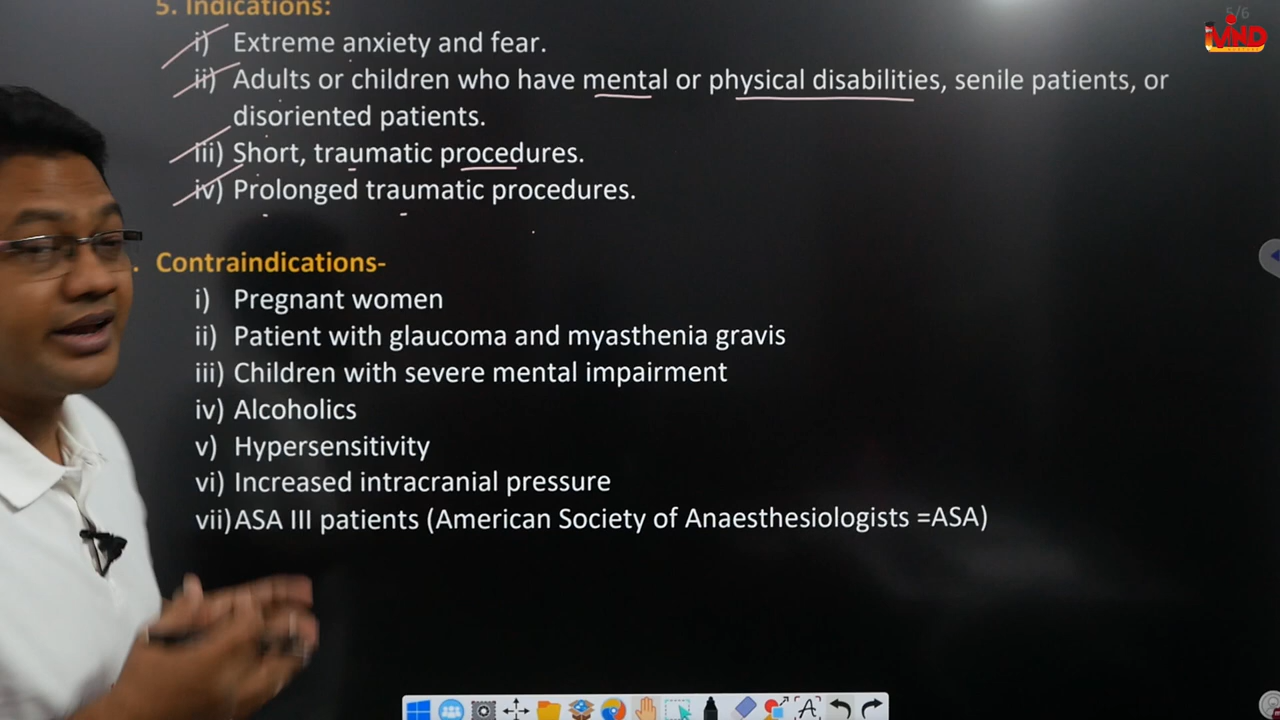 5/6
iMND
5. Indications:
i) Extreme anxiety and fear.
ii) Adults or children who have mental or physical disabilities, senile patients, or
disoriented patients.
iii) Short, traumatic procedures.
iv) Prolonged traumatic procedures.
. Contraindications-
i) Pregnant women
ii) Patient with glaucoma and myasthenia gravis
iii) Children with severe mental impairment
iv) Alcoholics
v) Hypersensitivity
vi) Increased intracranial pressure
vii) ASA III patients (American Society of Anaesthesiologists =ASA)